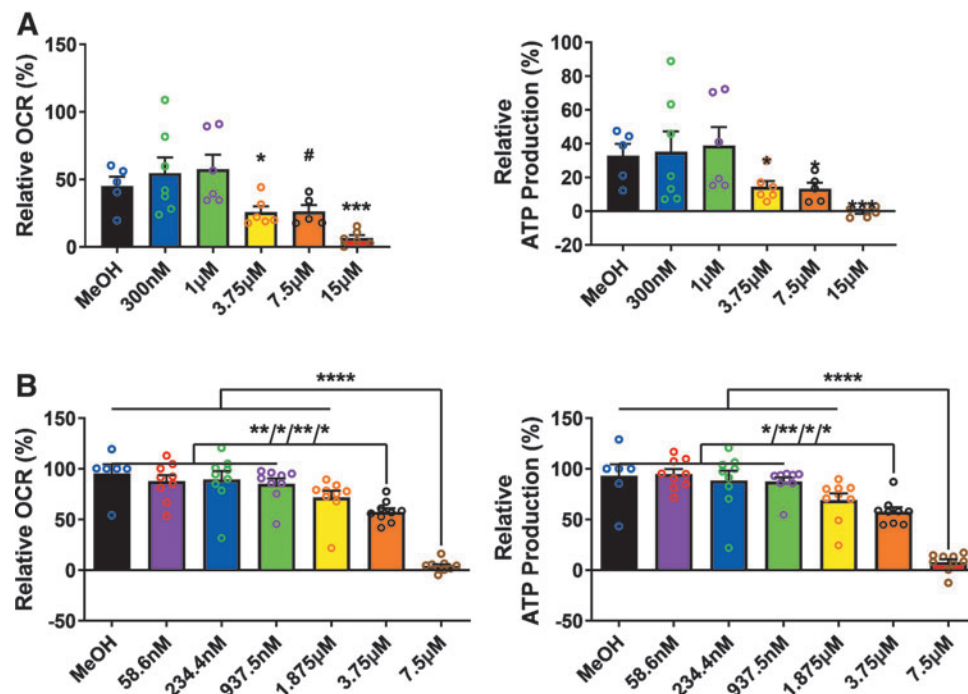 A
Relative OCR (%)
150
100
50
0
*
#
***
MeOH
300nM
1µM
3.75µM
7.5µM
15µM
Relative
ATP Production (%)
100
80
60
40
20
0
-20
*
*
***
MeOH
300nM
1µM
3.75µM
7.5µM
15µM
B
Relative OCR (%)
150
100
50
0
-50
****
**/*/**/*
MeOH
58.6nM
234.4nM
937.5nM
1.875µM
3.75µM
7.5µM
Relative
ATP Production (%)
150
100
50
0
-50
****
*/**/*/*
MeOH
58.6nM
234.4nM
937.5nM
1.875µM
3.75µM
7.5µM